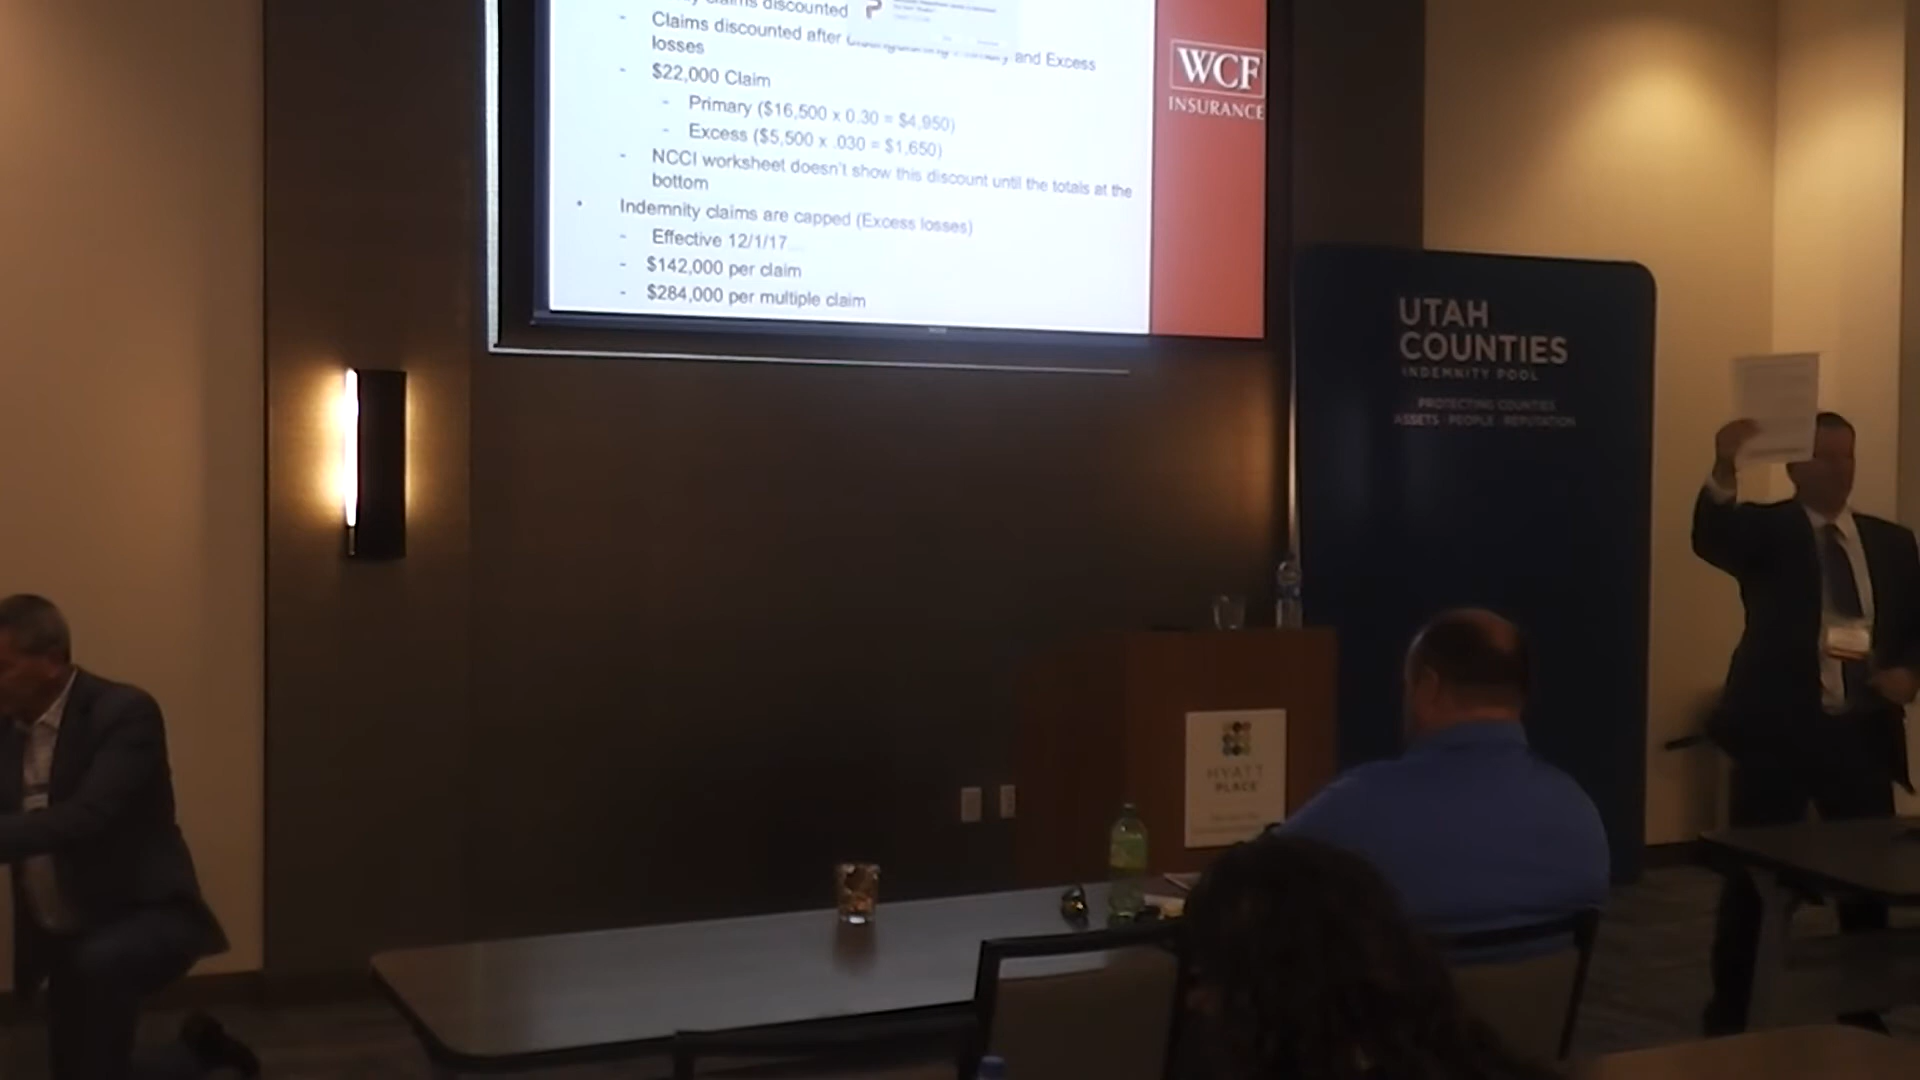 claims discounted
- Claims discounted after and Excess
losses
- $22,000 Claim
- Primary ($16,500 x 0.30 = $4,950)
- Excess ($5,500 x .030 = $1,650)
- NCCI worksheet doesn't show this discount until the totals at the
bottom
• Indemnity claims are capped (Excess losses)
- Effective 12/1/17
- $142,000 per claim
- $284,000 per multiple claim
WCF
INSURANCE
UTAH
COUNTIES
INDEMNITY POOL
PROTECTING COUNTIES
ASSETS · PEOPLE · REPUTATION
HYATT
PLACE